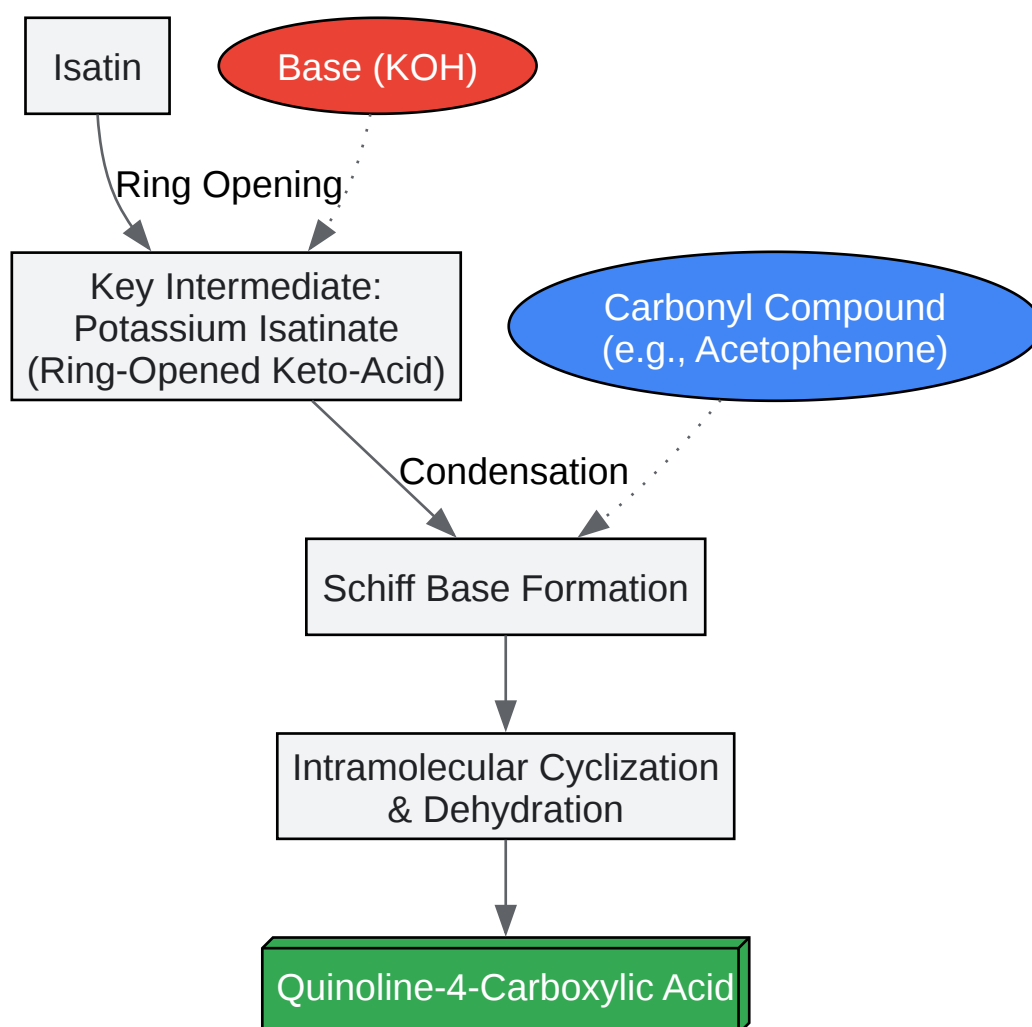 Isatin
Base (KOH)
Ring Opening
Key Intermediate:
Potassium Isatinate
(Ring-Opened Keto-Acid)
Carbonyl Compound
(e.g., Acetophenone)
Condensation
Schiff Base Formation
Intramolecular Cyclization
& Dehydration
Quinoline-4-Carboxylic Acid